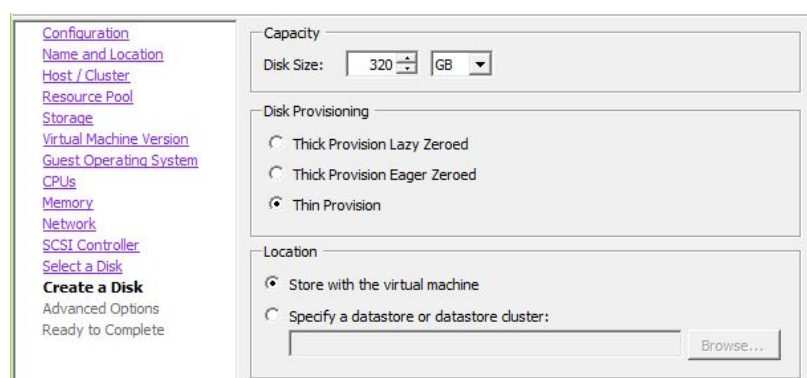 Configuration
Name and Location
Host / Cluster
Resource Pool
Storage
Virtual Machine Version
Guest Operating System
CPUs
Memory
Network
SCSI Controller
Select a Disk
Create a Disk
Advanced Options
Ready to Complete
Capacity
Disk Size: 320 GB
Disk Provisioning
Thick Provision Lazy Zeroed
Thick Provision Eager Zeroed
Thin Provision
Location
Store with the virtual machine
Specify a datastore or datastore cluster:
Browse...